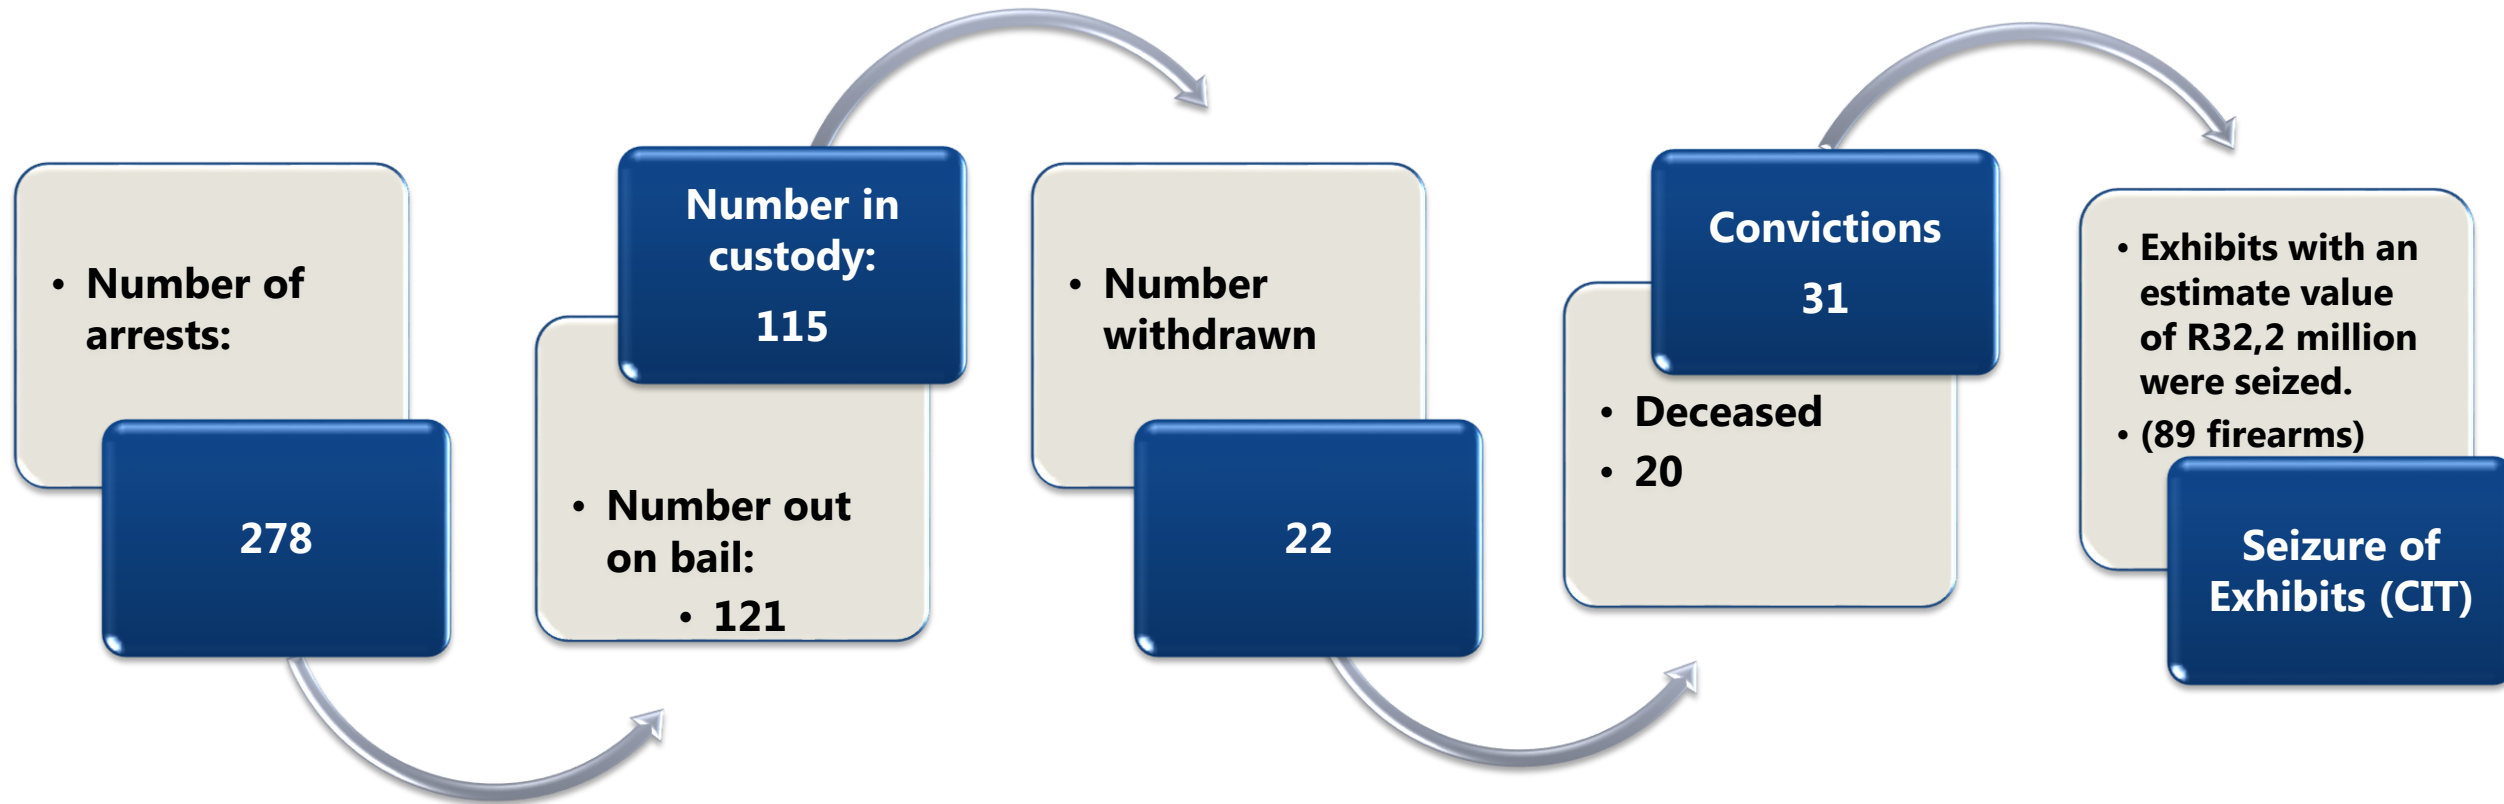 • Number of
arrests:
278
Number in
custody:
115
• Number out
on bail:
• 121
• Number
withdrawn
22
Convictions
31
• Deceased
• 20
• Exhibits with an
estimate value
of R32,2 million
were seized.
• (89 firearms)
Seizure of
Exhibits (CIT)